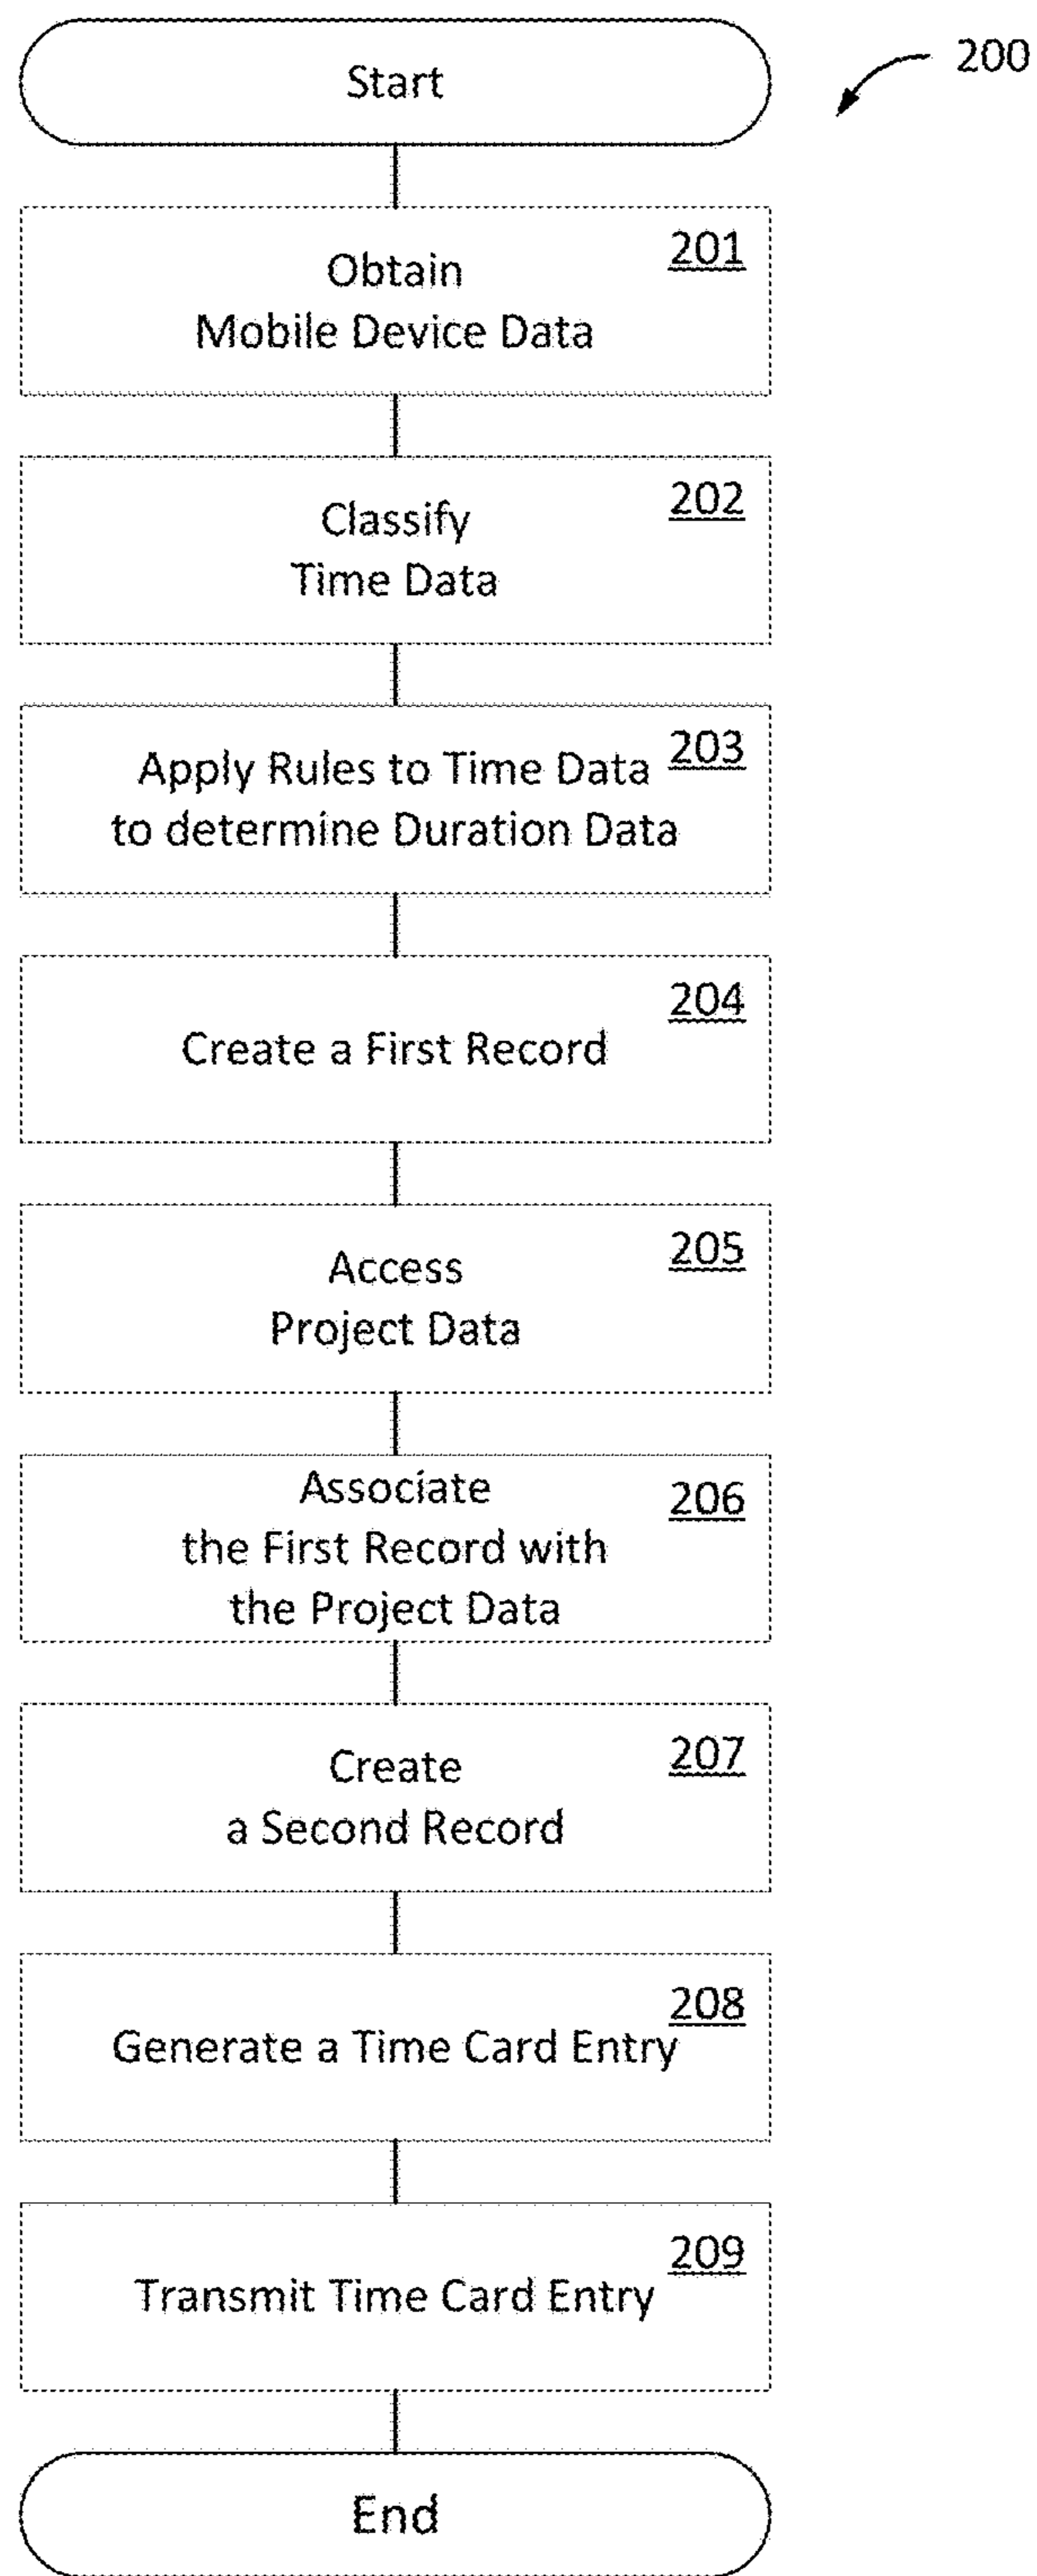 Start
200
201
Obtain
Mobile Device Data
202
Classify
Time Data
203
Apply Rules to Time Data
to determine Duration Data
204
Create a First Record
205
Access
Project Data
206
Associate
the First Record with
the Project Data
207
Create
a Second Record
208
Generate a Time Card Entry
209
Transmit Time Card Entry
End